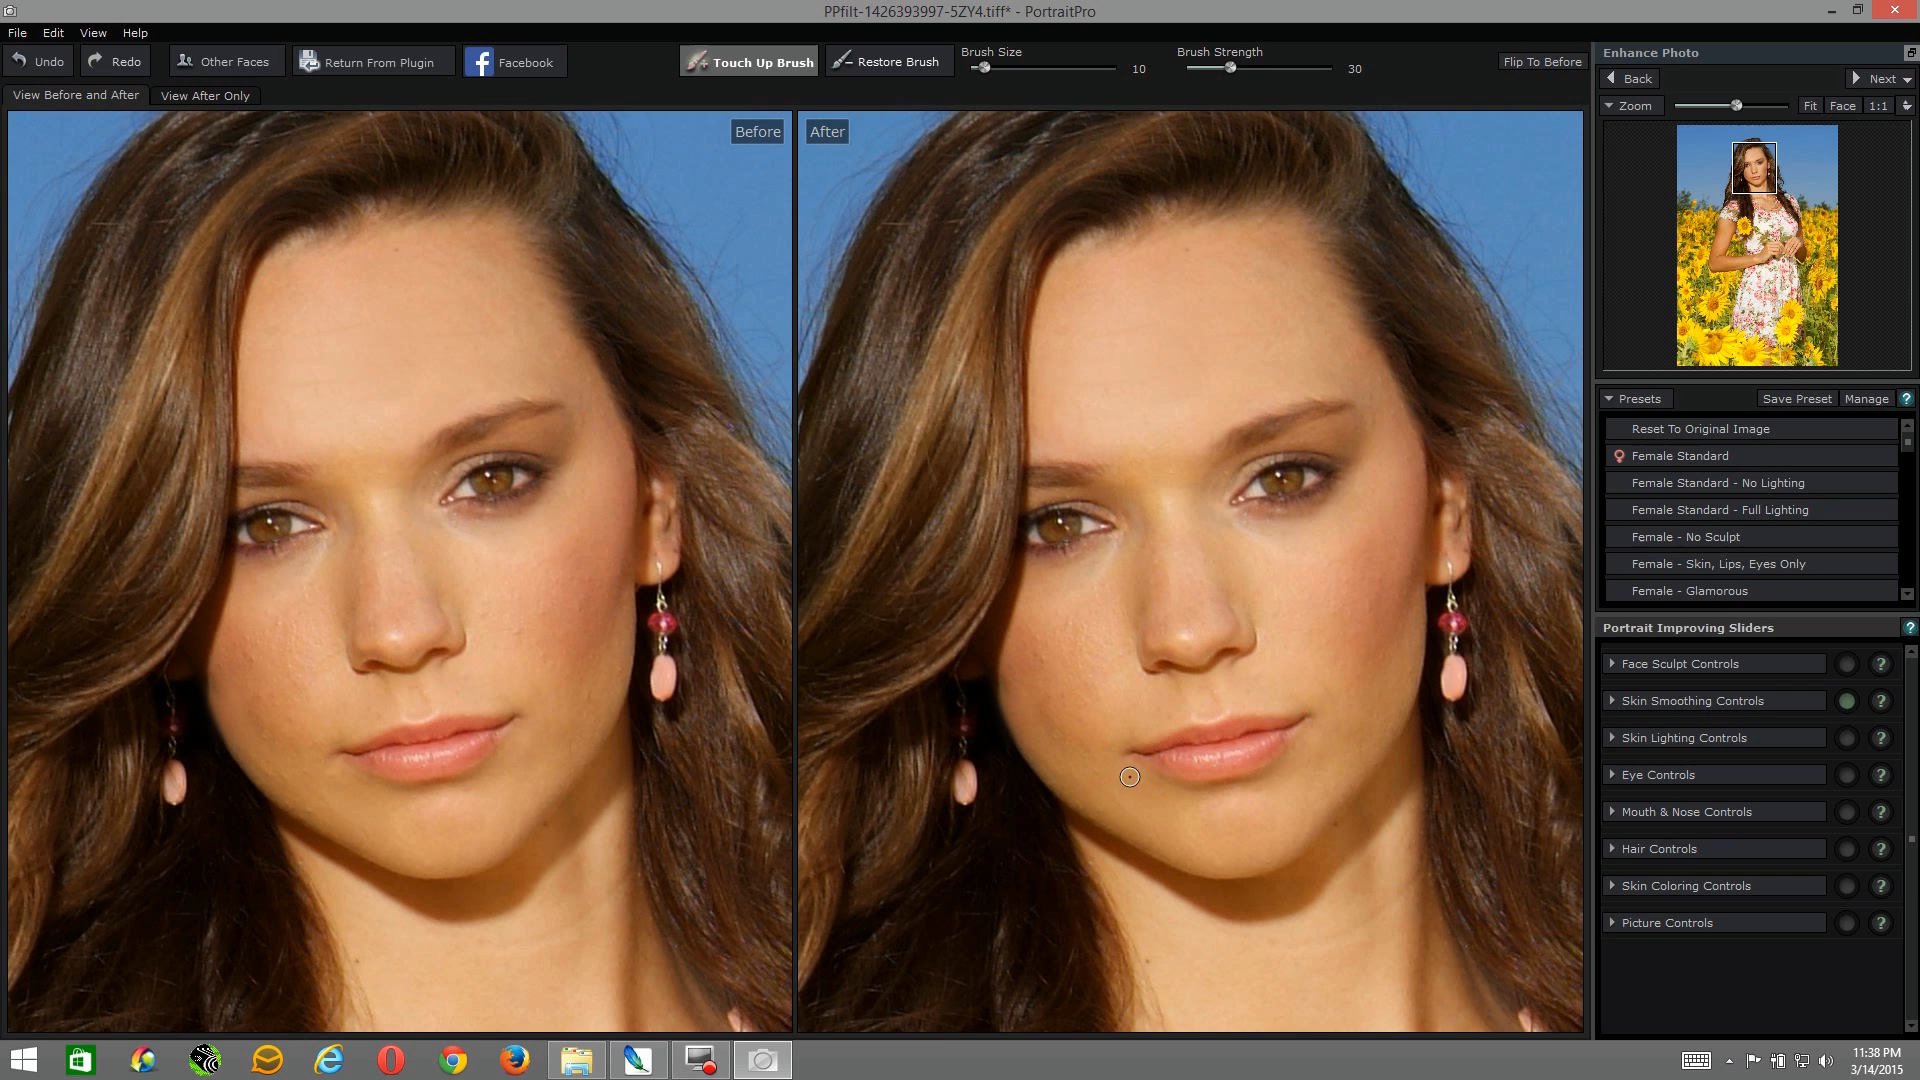 PPfilt-1426393997-5ZY4.tiff* - PortraitPro
File Edit View Help
Undo Redo Other Faces Return From Plugin Facebook Touch Up Brush Restore Brush Brush Size 10 Brush Strength 30 Flip To Before
View Before and After View After Only
Before After
Enhance Photo
Back Next
Zoom Fit Face 1:1
Presets Save Preset Manage ?
Reset To Original Image
Female Standard
Female Standard - No Lighting
Female Standard - Full Lighting
Female - No Sculpt
Female - Skin, Lips, Eyes Only
Female - Glamorous
Portrait Improving Sliders ?
Face Sculpt Controls ?
Skin Smoothing Controls ?
Skin Lighting Controls ?
Eye Controls ?
Mouth & Nose Controls ?
Hair Controls ?
Skin Coloring Controls ?
Picture Controls ?
11:38 PM
3/14/2015